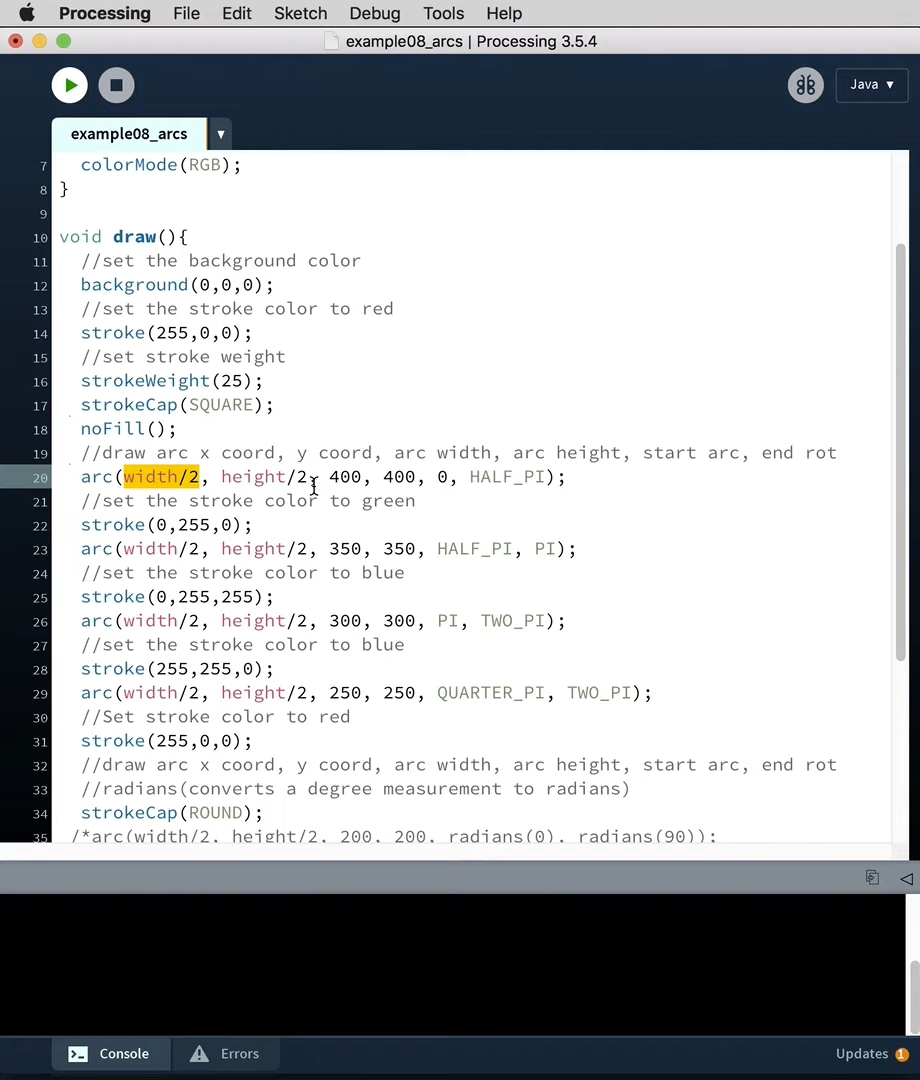 Processing File Edit Sketch Debug Tools Help
example08_arcs | Processing 3.5.4
Java ▼
example08_arcs ▼
7 colorMode(RGB);
8 }
9
10 void draw(){
11 //set the background color
12 background(0,0,0);
13 //set the stroke color to red
14 stroke(255,0,0);
15 //set stroke weight
16 strokeWeight(25);
17 strokeCap(SQUARE);
18 noFill();
19 //draw arc x coord, y coord, arc width, arc height, start arc, end rot
20 arc(width/2, height/2, 400, 400, 0, HALF_PI);
21 //set the stroke color to green
22 stroke(0,255,0);
23 arc(width/2, height/2, 350, 350, HALF_PI, PI);
24 //set the stroke color to blue
25 stroke(0,255,255);
26 arc(width/2, height/2, 300, 300, PI, TWO_PI);
27 //set the stroke color to blue
28 stroke(255,255,0);
29 arc(width/2, height/2, 250, 250, QUARTER_PI, TWO_PI);
30 //Set stroke color to red
31 stroke(255,0,0);
32 //draw arc x coord, y coord, arc width, arc height, start arc, end rot
33 //radians(converts a degree measurement to radians)
34 strokeCap(ROUND);
35 /*arc(width/2, height/2, 200, 200, radians(0), radians(90));
Console Errors Updates 1